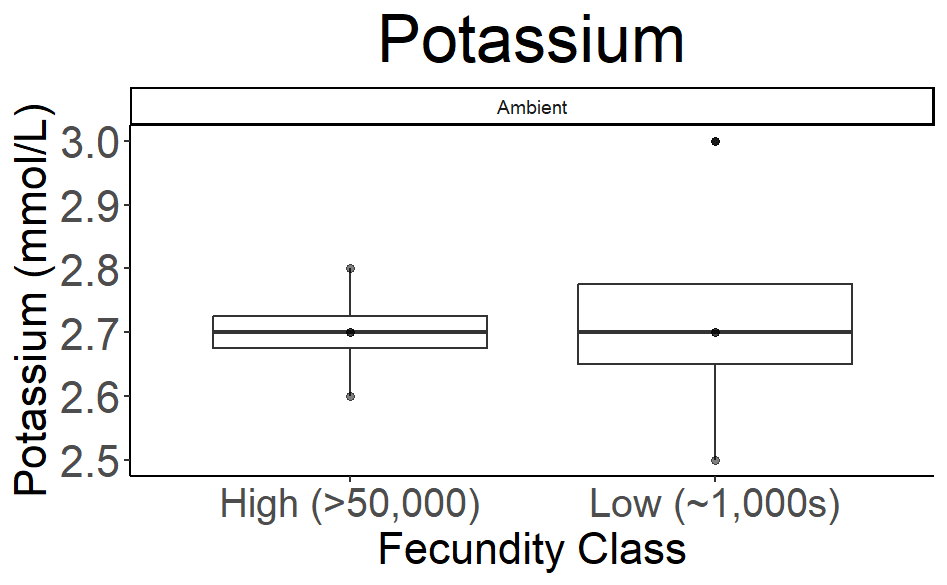 Potassium
Ambient
Potassium (mmol/L)
3.0
2.9
2.8
2.7
2.6
2.5
High (>50,000)
Low (~1,000s)
Fecundity Class